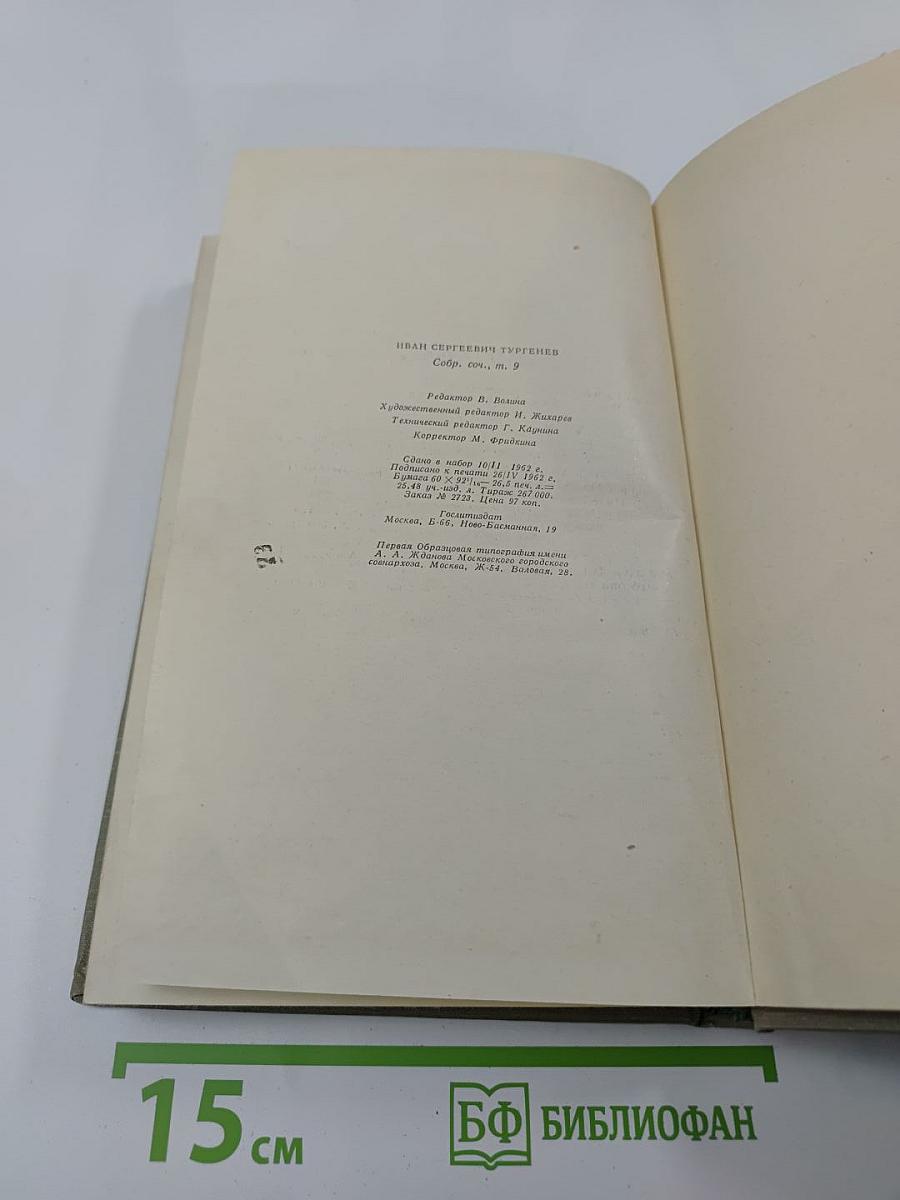 ИВАН СЕРГЕЕВИЧ ТУРГЕНЕВ
Собр. соч., т. 9
Редактор В. Волина
Художественный редактор И. Жихарев
Технический редактор Г. Каунина
Корректор М. Фридкина
Сдано в набор 10/II 1962 г.
Подписано к печати 26/IV 1962 г.
Бумага 60 × 92¹/₁₆— 26,5 печ. л.=
25,48 уч.-изд. л. Тираж 267 000.
Заказ № 2723. Цена 97 коп.
Гослитиздат
Москва, Б-66, Ново-Басманная, 19
Первая Образцовая типография имени
А. А. Жданова Московского городского
совнархоза, Москва, Ж-54, Валовая, 28.
15 см
БФ БИБЛИОФАН